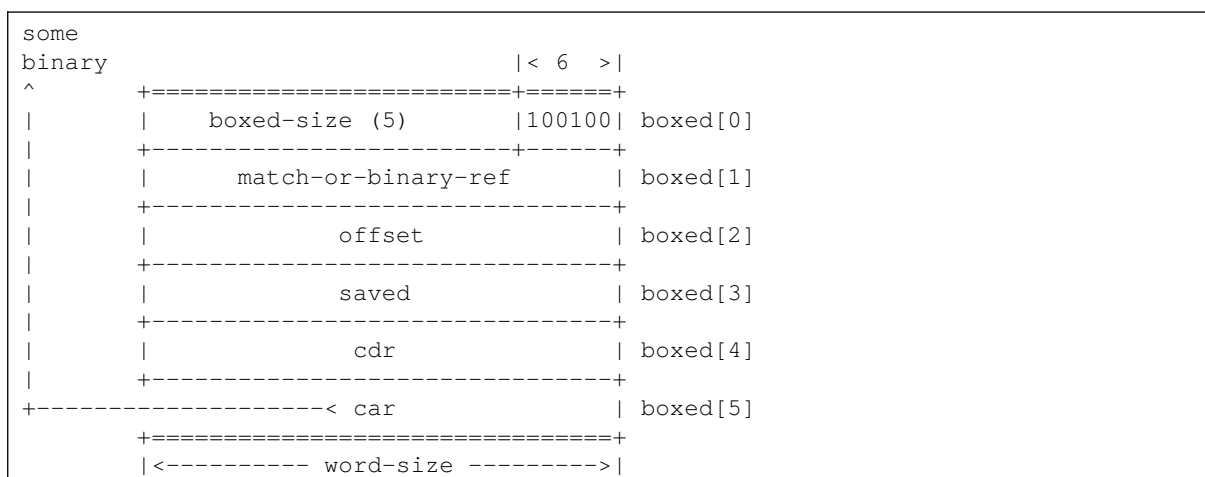 some
binary                            |< 6  >|
^       +=========================+======+
|       |    boxed-size (5)       |100100| boxed[0]
|       +-------------------------+------+
|       |      match-or-binary-ref       | boxed[1]
|       +--------------------------------+
|       |             offset             | boxed[2]
|       +--------------------------------+
|       |             saved              | boxed[3]
|       +--------------------------------+
|       |              cdr               | boxed[4]
|       +--------------------------------+
+--------------------< car               | boxed[5]
        +================================+
        |<---------- word-size --------->|